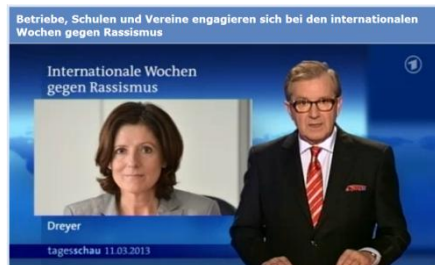 Betriebe, Schulen und Vereine engagieren sich bei den internationalen
Wochen gegen Rassismus
Internationale Wochen
gegen Rassismus
Dreyer
tagesschau 11.03.2013